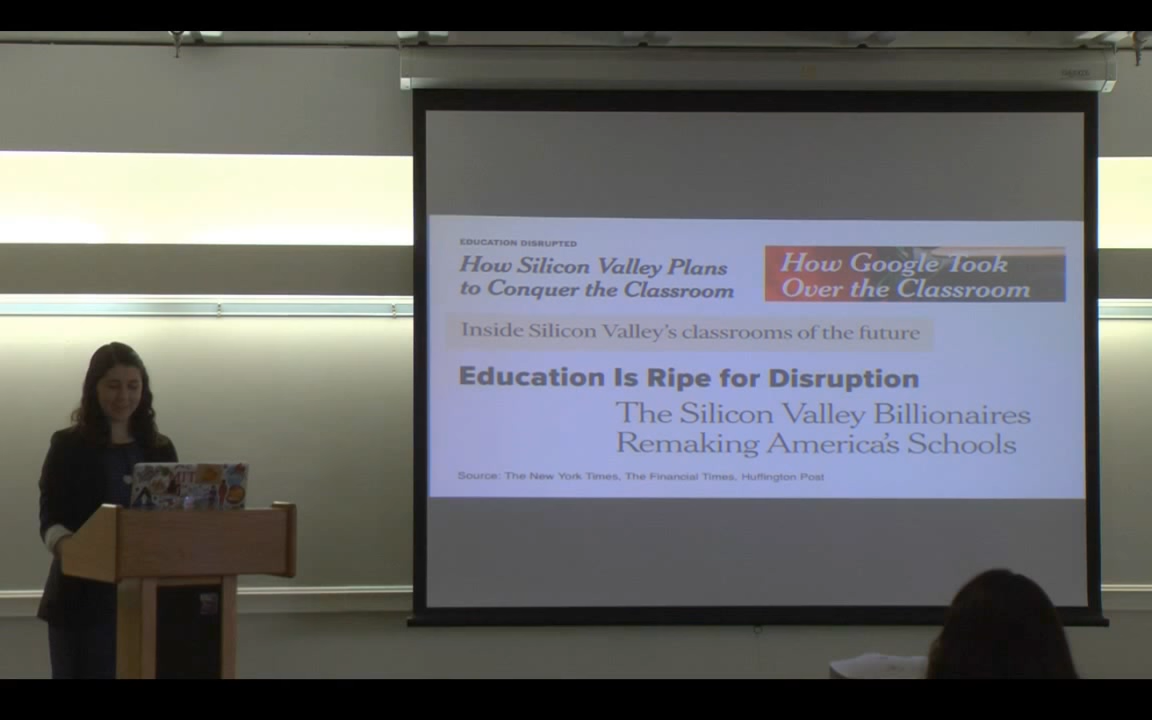 EDUCATION DISRUPTED
How Silicon Valley Plans
to Conquer the Classroom
How Google Took
Over the Classroom
Inside Silicon Valley's classrooms of the future
Education Is Ripe for Disruption
The Silicon Valley Billionaires
Remaking America's Schools
Source: The New York Times, The Financial Times, Huffington Post